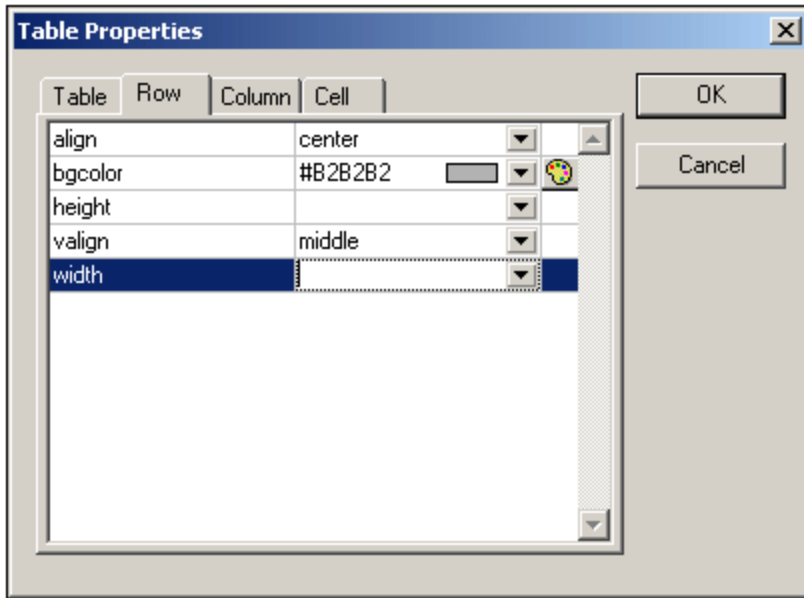 Table Properties
Table Row Column Cell
OK
Cancel
align center
bgcolor #B2B2B2
height
valign middle
width